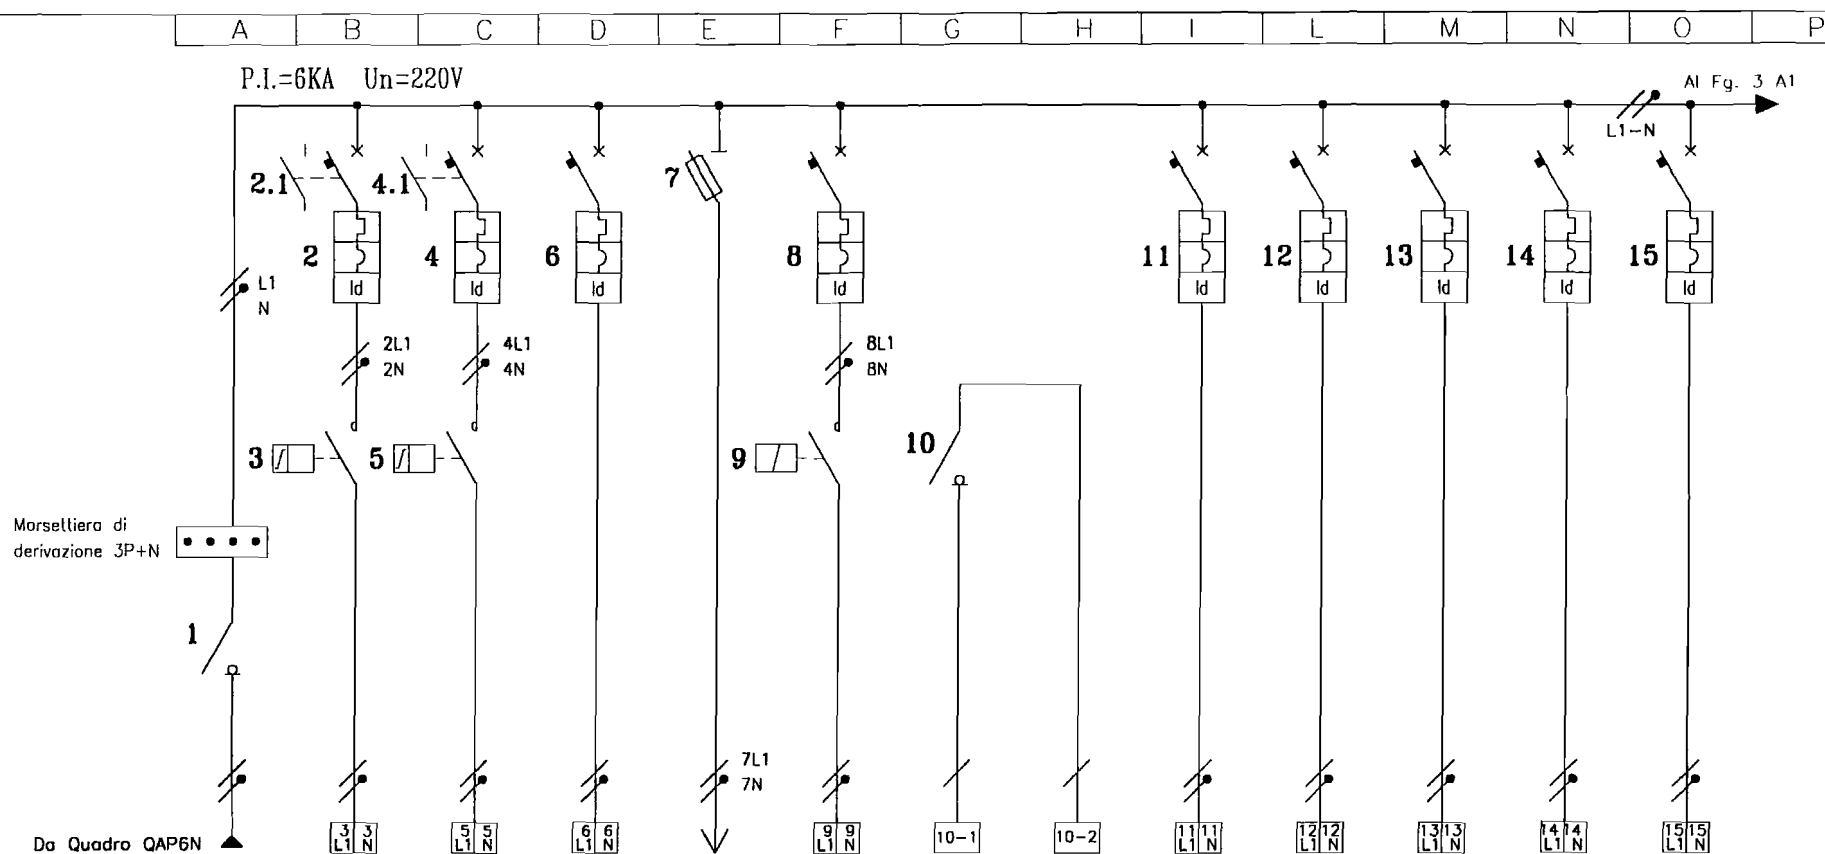 A B C D E F G H I L M N O P
P.I.=6KA Un=220V
Al Fg. 3 A1
L1-N
2.1 4.1 7
2 4 6 8 11 12 13 14 15
Id Id Id Id Id Id Id Id Id
L1
N
2L1
2N
4L1
4N
8L1
8N
3 5 9 10
Morsettiera di
derivazione 3P+N
1
7L1
7N
Da Quadro QAP6N
3 3
L1 N
5 5
L1 N
6 6
L1 N
9 9
L1 N
10-1
10-2
11 11
L1 N
12 12
L1 N
13 13
L1 N
14 14
L1 N
15 15
L1 N